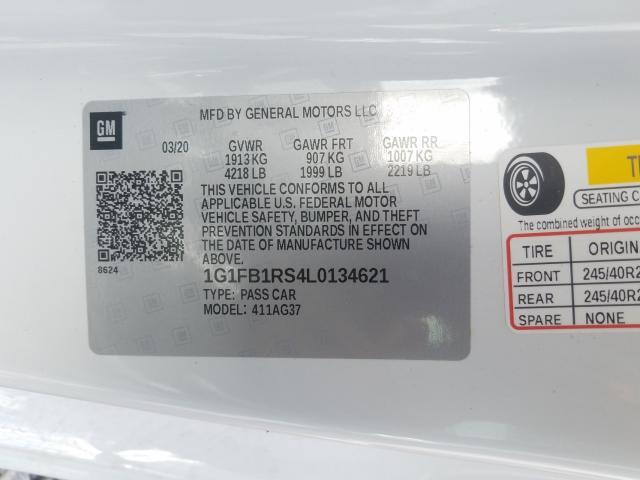 GM
MFD BY GENERAL MOTORS LLC
03/20 GVWR GAWR FRT GAWR RR
1913 KG 907 KG 1007 KG
4218 LB 1999 LB 2219 LB
THIS VEHICLE CONFORMS TO ALL
APPLICABLE U.S. FEDERAL MOTOR
VEHICLE SAFETY, BUMPER, AND THEFT
PREVENTION STANDARDS IN EFFECT ON
THE DATE OF MANUFACTURE SHOWN
ABOVE.
8624
1G1FB1RS4L0134621
TYPE: PASS CAR
MODEL: 411AG37
SEATING
The combined weight of
TIRE
FRONT 245/40R2
REAR 245/40R2
SPARE NONE